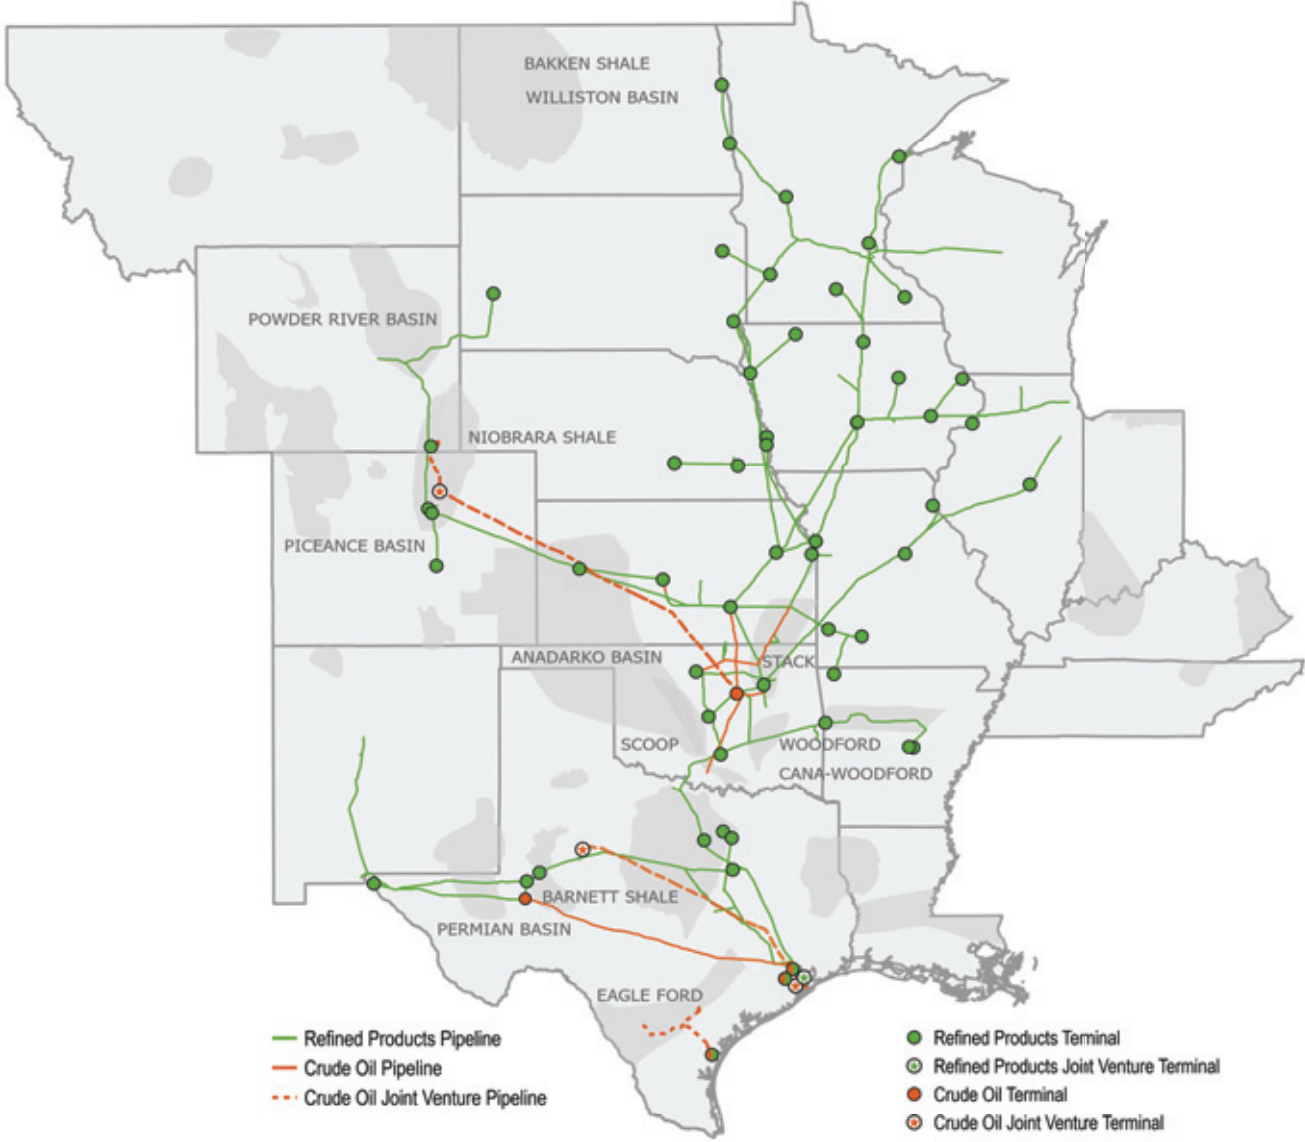 BAKKEN SHALE
WILLISTON BASIN
POWDER RIVER BASIN
NIOBRARA SHALE
PICEANCE BASIN
ANADARKO BASIN
STACK
SCOOP
WOODFORD
CANA-WOODFORD
BARNETT SHALE
PERMIAN BASIN
EAGLE FORD
Refined Products Pipeline
Crude Oil Pipeline
Crude Oil Joint Venture Pipeline
Refined Products Terminal
Refined Products Joint Venture Terminal
Crude Oil Terminal
Crude Oil Joint Venture Terminal